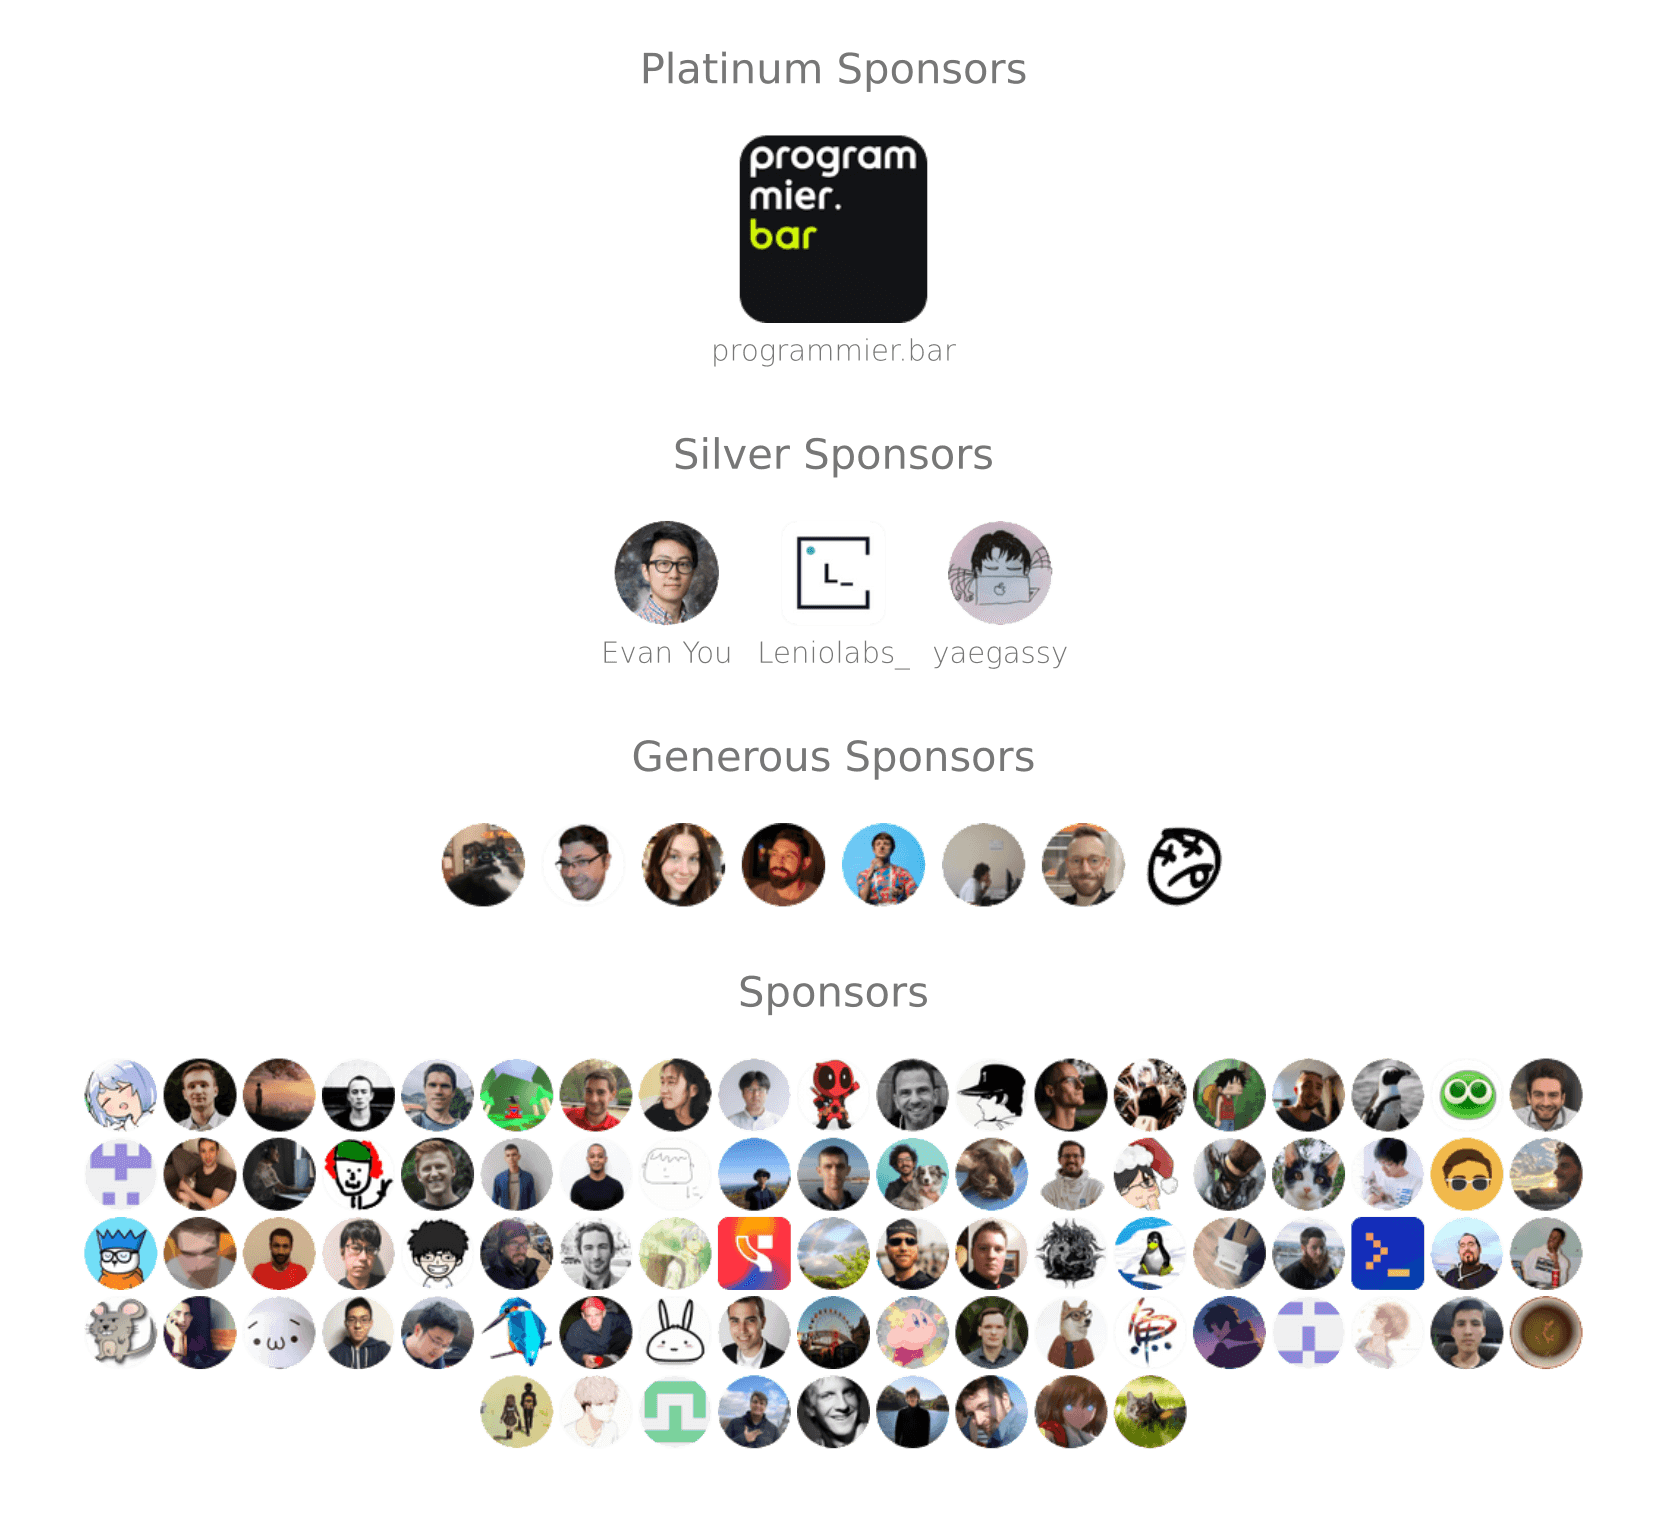 Platinum Sponsors
program
mier.
bar
programmier.bar
Silver Sponsors
L_
Evan You Leniolabs_ yaegassy
Generous Sponsors
Sponsors